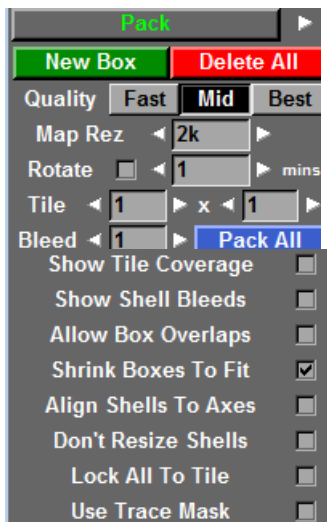 Pack
New Box Delete All
Quality Fast Mid Best
Map Rez 2k
Rotate 1 mins
Tile 1 x 1
Bleed 1 Pack All
Show Tile Coverage
Show Shell Bleeds
Allow Box Overlaps
Shrink Boxes To Fit
Align Shells To Axes
Don't Resize Shells
Lock All To Tile
Use Trace Mask